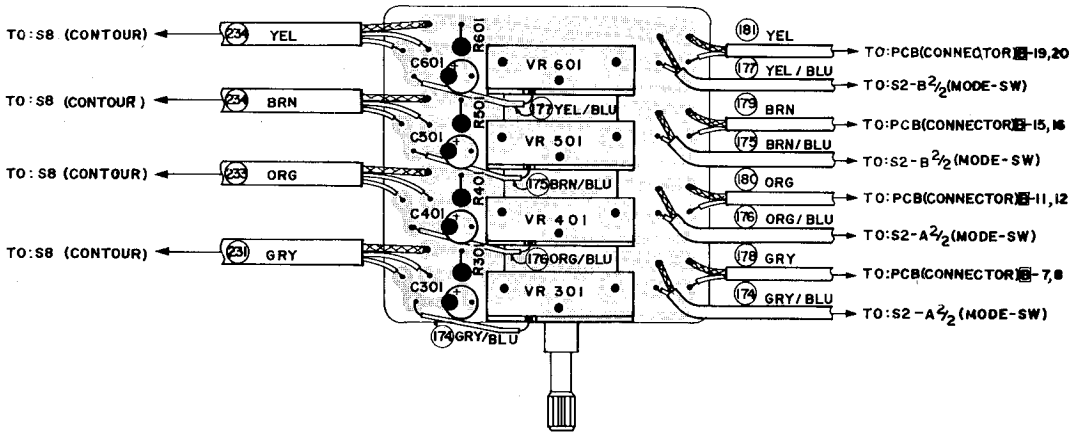 TO:S8 (CONTOUR)
234 YEL
TO:S8 (CONTOUR)
234 BRN
TO:S8 (CONTOUR)
233 ORG
TO:S8 (CONTOUR)
231 GRY
R601
C601
VR 601
177 YEL/BLU
R501
C501
VR 501
175 BRN/BLU
R401
C401
VR 401
176 ORG/BLU
R301
C301
VR 301
174 GRY/BLU
181 YEL
TO:PCB(CONNECTOR)B-19,20
177 YEL/BLU
TO:S2-B2/2(MODE-SW)
179 BRN
TO:PCB(CONNECTOR)B-15,16
175 BRN/BLU
TO:S2-B2/2(MODE-SW)
180 ORG
TO:PCB(CONNECTOR)B-11,12
176 ORG/BLU
TO:S2-A2/2(MODE-SW)
178 GRY
TO:PCB(CONNECTOR)B-7,8
174 GRY/BLU
TO:S2-A2/2(MODE-SW)